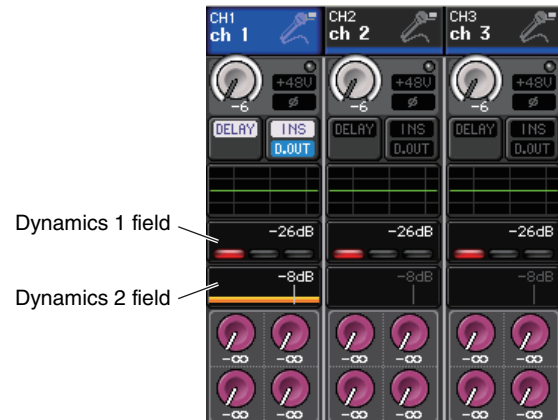 CH1 CH2 CH3
ch 1 ch 2 ch 3
+48V +48V +48V
-6 ø -6 ø -6 ø
DELAY INS DELAY INS DELAY INS
D.OUT D.OUT D.OUT
Dynamics 1 field -26dB -26dB -26dB
Dynamics 2 field -8dB -8dB -8dB
-∞ -∞ -∞ -∞ -∞ -∞
-∞ -∞ -∞ -∞ -∞ -∞